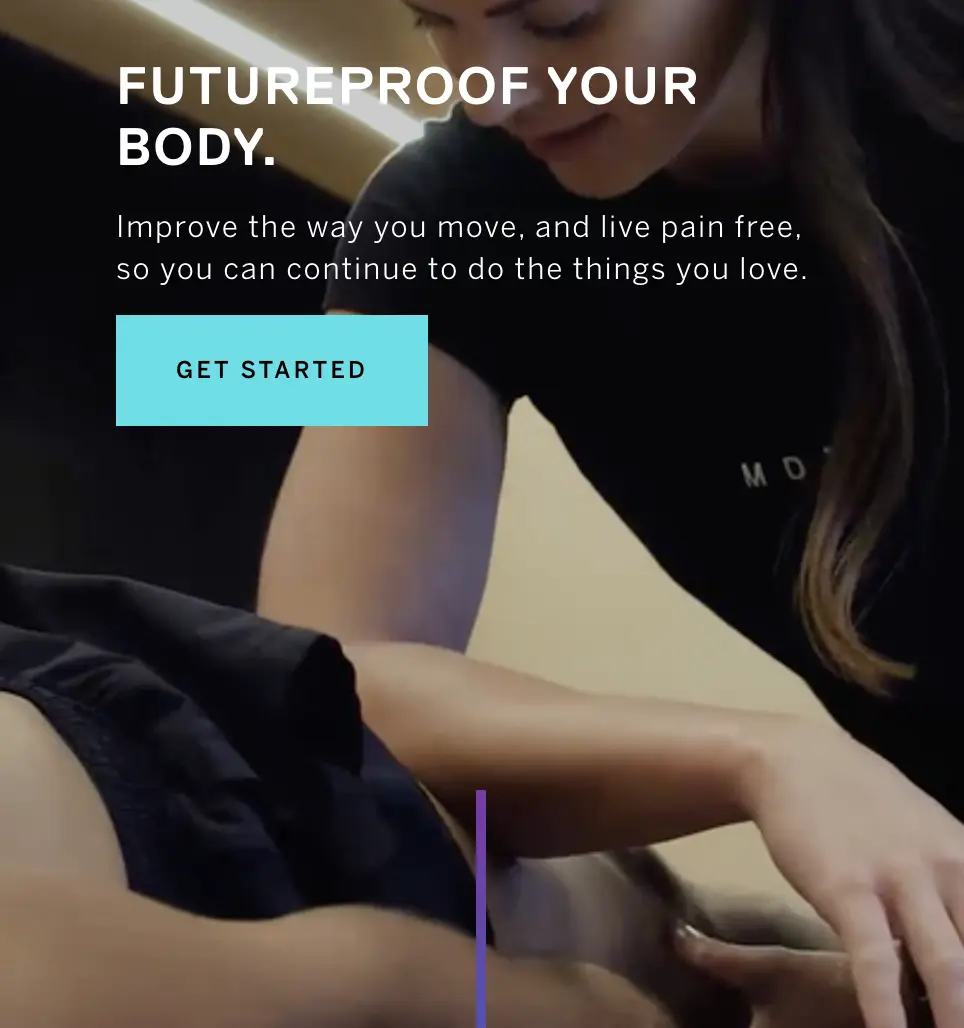 FUTUREPROOF YOUR
BODY.
Improve the way you move, and live pain free,
so you can continue to do the things you love.
GET STARTED
M D